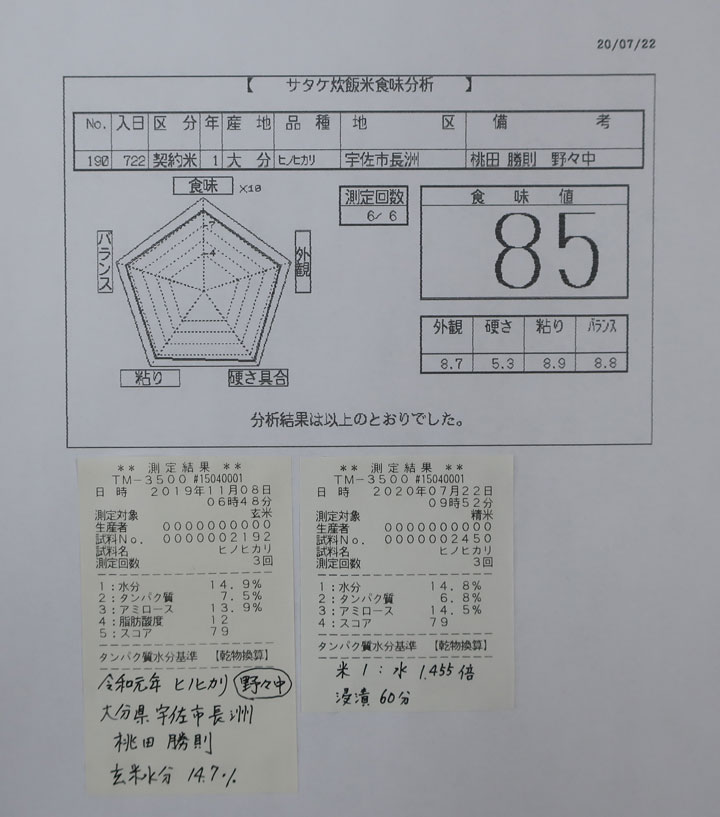 20/07/22
【 サタケ炊飯米食味分析 】
No. 入日 区分 年 産地 品種 地区 備考
190 722 契約米 1 大分 ヒノヒカリ 宇佐市長洲 桃田 勝則 野々中
食味 ×10
7
4
バランス
外観
粘り
硬さ具合
測定回数
6/ 6
食味値
85
外観 硬さ 粘り バランス
8.7 5.3 8.9 8.8
分析結果は以上のとおりでした。
** 測定結果 **
TM-3500 #15040001
日時 2019年11月08日
06時48分
測定対象 玄米
生産者 0000000000
試料No. 0000002192
試料名 ヒノヒカリ
測定回数 3回
1:水分 14.9%
2:タンパク質 7.5%
3:アミロース 13.9%
4:脂肪酸度 12
5:スコア 79
タンパク質水分基準 【乾物換算】
令和元年 ヒノヒカリ 野々中
大分県宇佐市長洲
桃田 勝則
玄米水分 14.7%
** 測定結果 **
TM-3500 #15040001
日時 2020年07月22日
09時52分
測定対象 精米
生産者 0000000000
試料No. 0000002450
試料名 ヒノヒカリ
測定回数 3回
1:水分 14.8%
2:タンパク質 6.8%
3:アミロース 14.5%
4:スコア 79
タンパク質水分基準 【乾物換算】
米 1 : 水 1.455倍
浸漬 60分